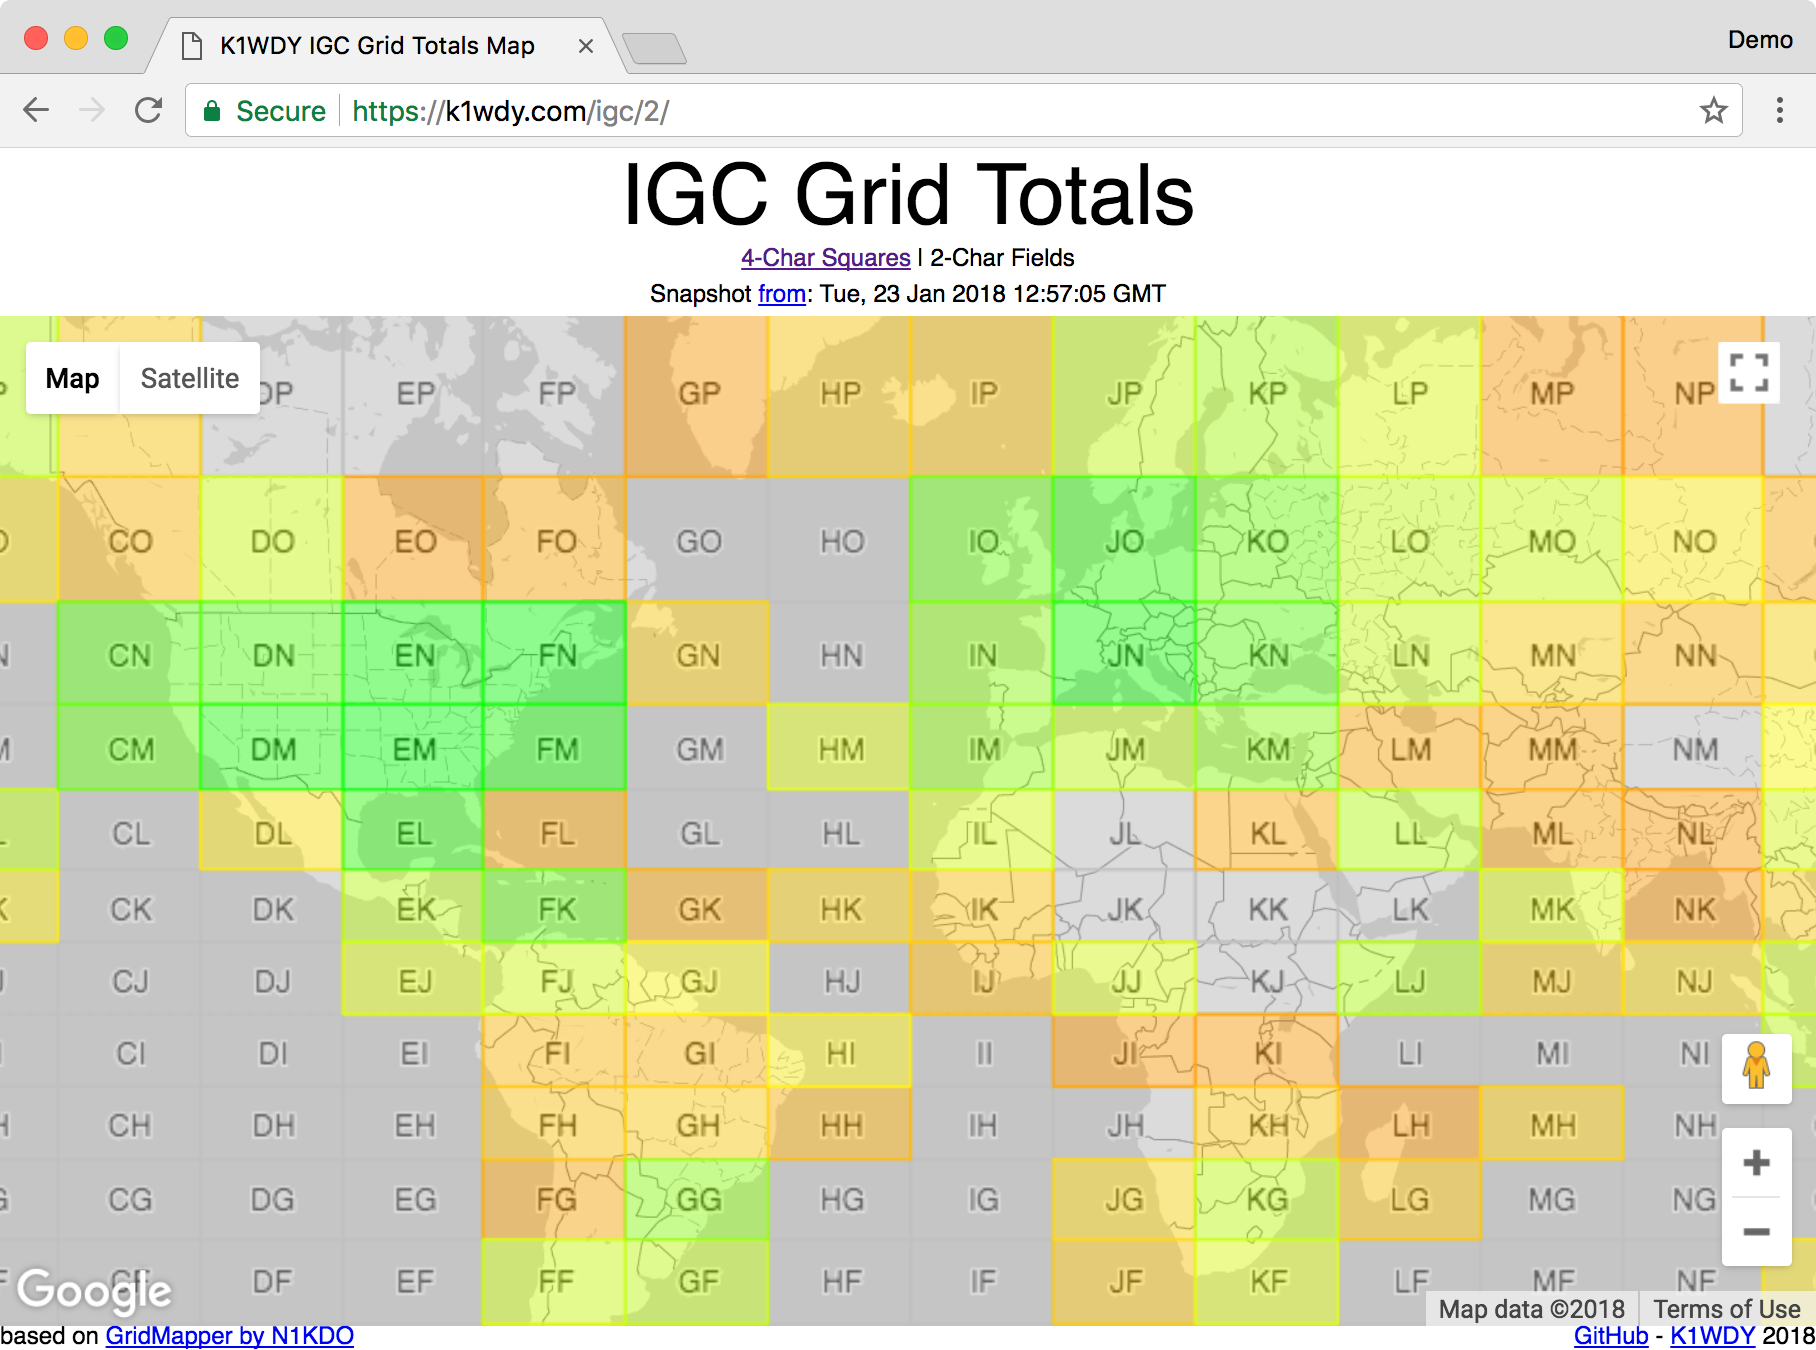 K1WDY IGC Grid Totals Map
Demo
Secure https://k1wdy.com/igc/2/
IGC Grid Totals
4-Char Squares | 2-Char Fields
Snapshot from: Tue, 23 Jan 2018 12:57:05 GMT
Map Satellite
EP FP GP HP IP JP KP LP MP NP
CO DO EO FO GO HO IO JO KO LO MO NO
CN DN EN FN GN HN IN JN KN LN MN NN
CM DM EM FM GM HM IM JM KM LM MM NM
CL DL EL FL GL HL IL JL KL LL ML NL
CK DK EK FK GK HK IK JK KK LK MK NK
CJ DJ EJ FJ GJ HJ IJ JJ KJ LJ MJ NJ
CI DI EI FI GI HI II JI KI LI MI NI
CH DH EH FH GH HH IH JH KH LH MH NH
CG DG EG FG GG HG IG JG KG LG MG NG
DF EF FF GF HF IF JF KF LF MF NF
Google
Map data ©2018 Terms of Use
based on GridMapper by N1KDO
GitHub - K1WDY 2018